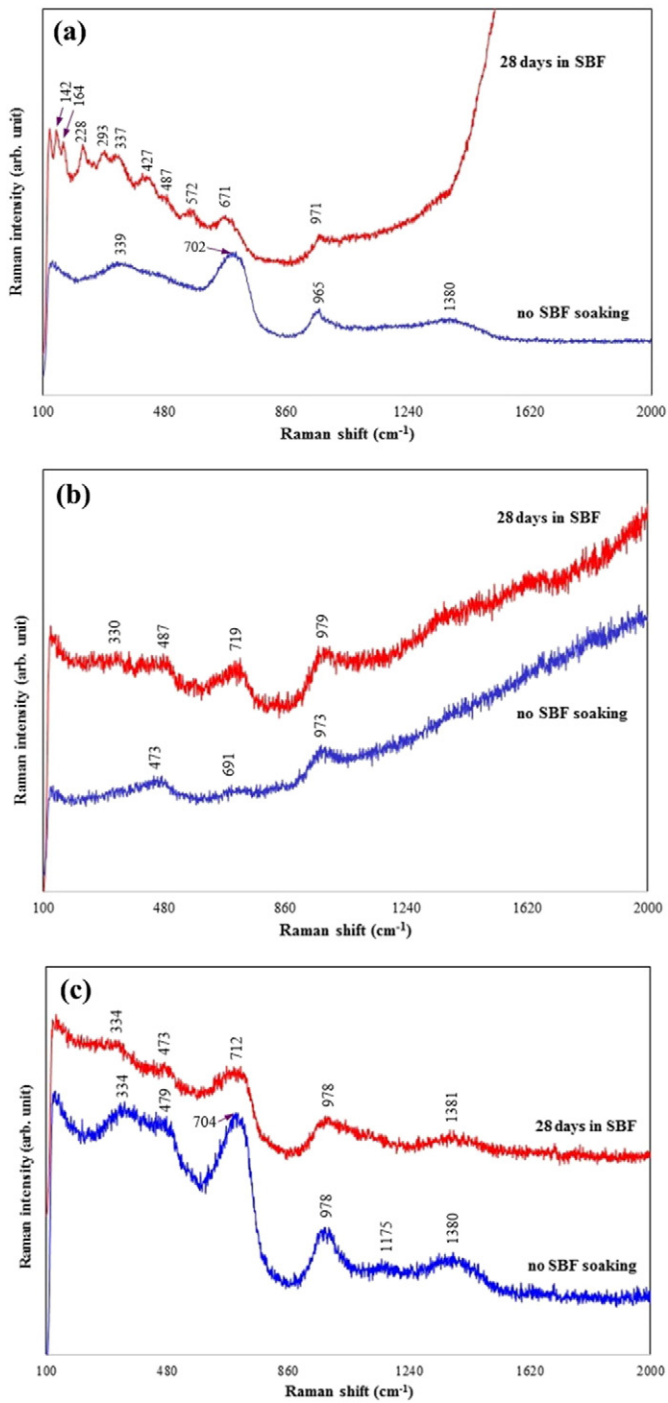 (a)
28 days in SBF
142
164
228
293
337
427
487
572
671
971
339
702
965
1380
no SBF soaking
Raman intensity (arb. unit)
100 480 860 1240 1620 2000
Raman shift (cm-1)
(b)
28 days in SBF
330
487
719
979
no SBF soaking
473
691
973
Raman intensity (arb. unit)
100 480 860 1240 1620 2000
Raman shift (cm-1)
(c)
334
473
712
978
1381
28 days in SBF
334
479
704
978
1175
1380
no SBF soaking
Raman intensity (arb. unit)
100 480 860 1240 1620 2000
Raman shift (cm-1)